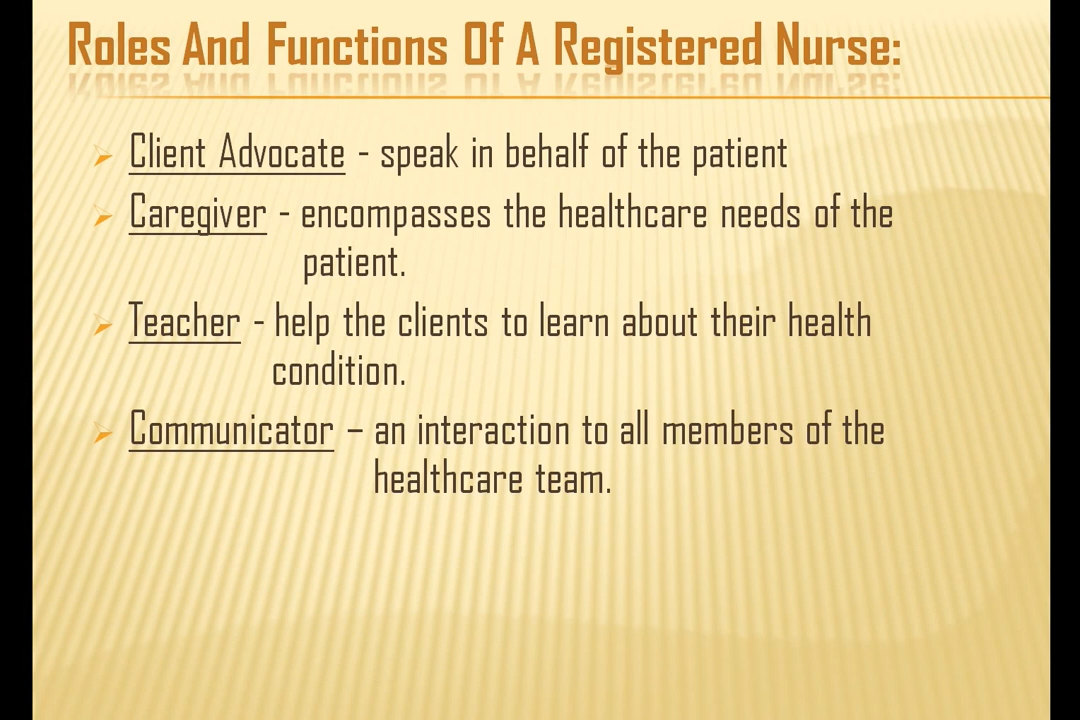 Roles And Functions Of A Registered Nurse:
Client Advocate - speak in behalf of the patient
Caregiver - encompasses the healthcare needs of the
patient.
Teacher - help the clients to learn about their health
condition.
Communicator – an interaction to all members of the
healthcare team.